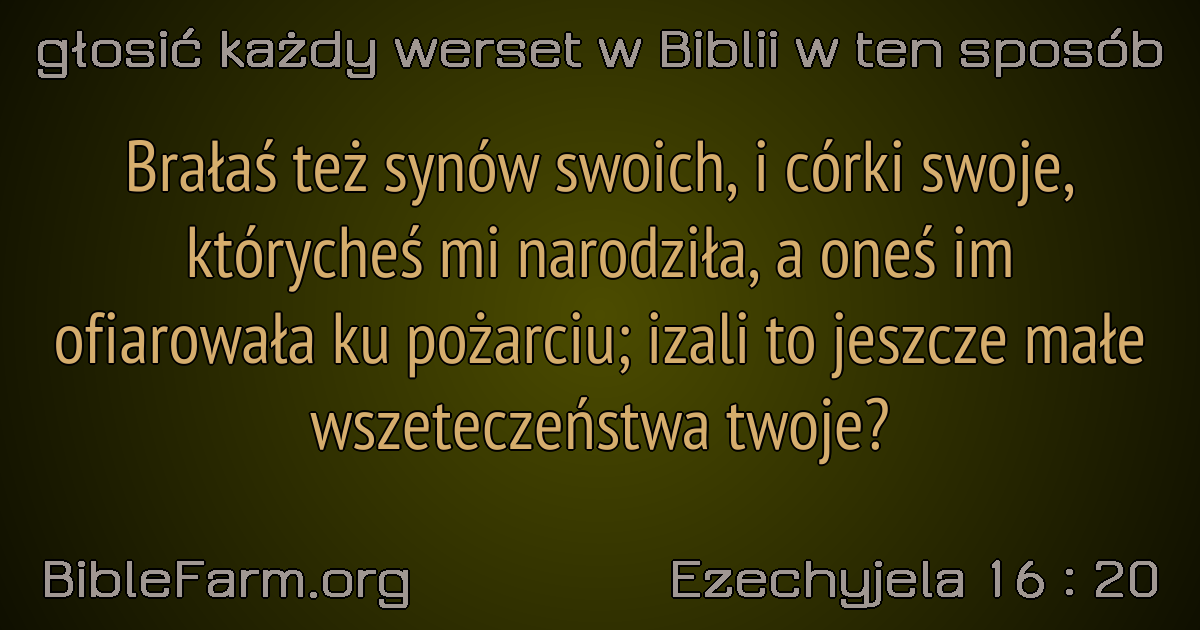 głosić każdy werset w Biblii w ten sposób
Brałaś też synów swoich, i córki swoje,
którycheś mi narodziła, a oneś im
ofiarowała ku pożarciu; izali to jeszcze małe
wszeteczeństwa twoje?
BibleFarm.org
Ezechyjela 16 : 20